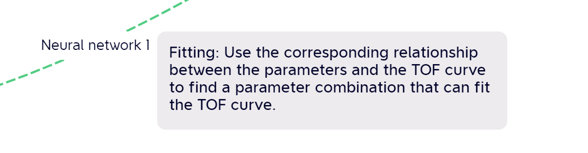 Neural network 1
Fitting: Use the corresponding relationship
between the parameters and the TOF curve
to find a parameter combination that can fit
the TOF curve.